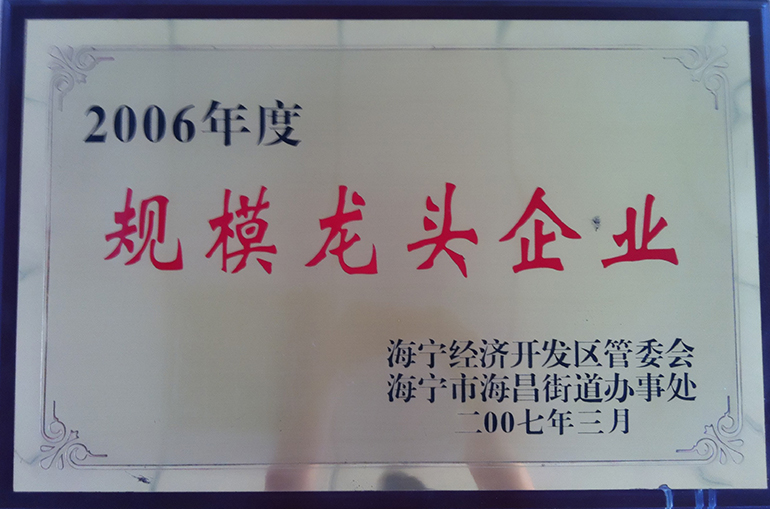 2006年度
规模龙头企业
海宁经济开发区管委会
海宁市海昌街道办事处
二00七年三月